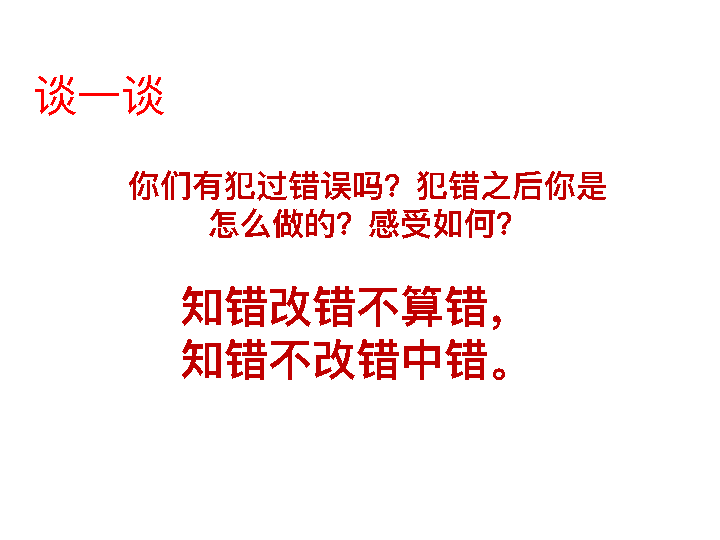 谈一谈
你们有犯过错误吗？犯错之后你是
怎么做的？感受如何？
知错改错不算错，
知错不改错中错。